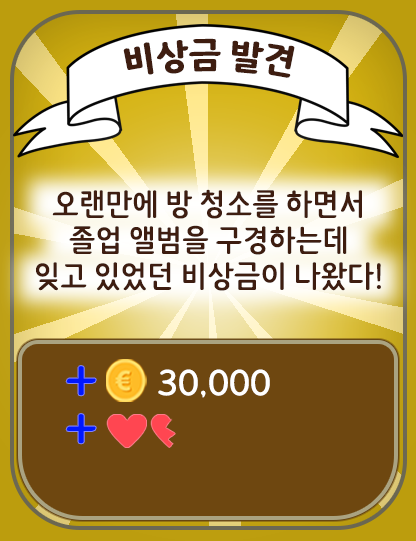 비상금 발견
오랜만에 방 청소를 하면서
졸업 앨범을 구경하는데
잊고 있었던 비상금이 나왔다!
+ € 30,000
+